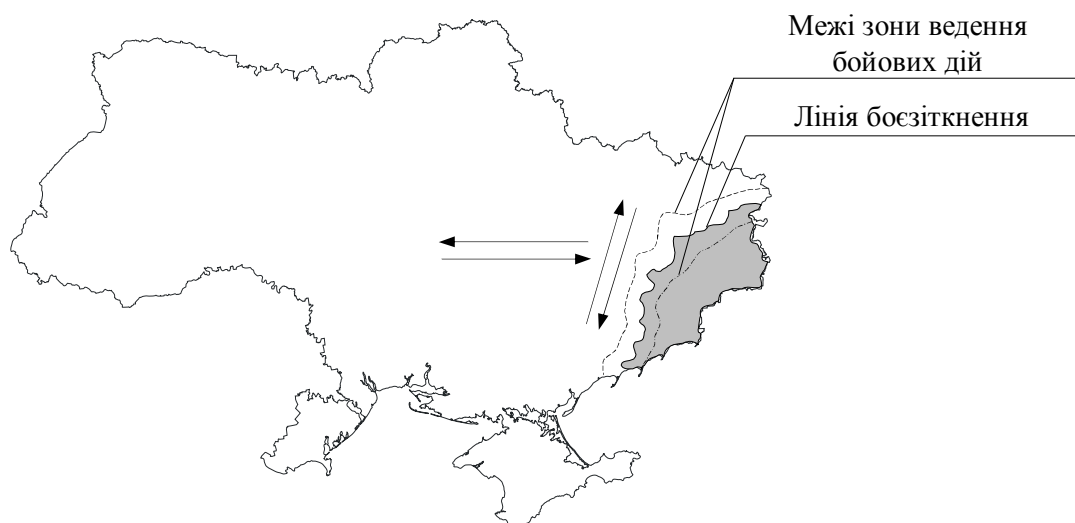 Межі зони ведення
бойових дій
Лінія боєзіткнення